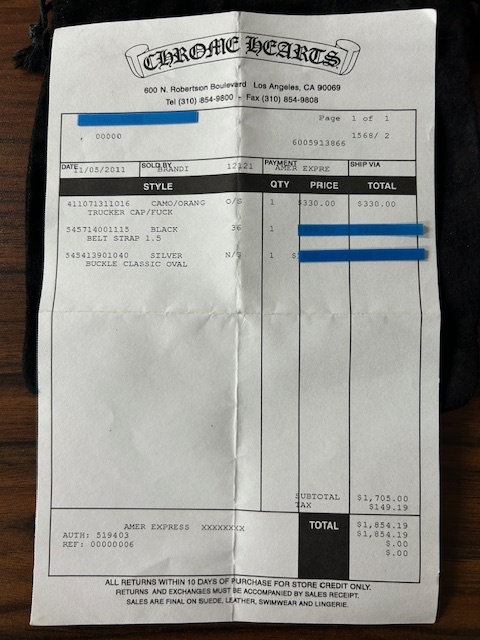 CHROME HEARTS
600 N. Robertson Boulevard Los Angeles, CA 90069
Tel (310) 854-9800 - Fax (310) 854-9808
Page 1 of 1
, 00000 1568/ 2
6005913866
DATE 11/05/2011 SOLD BY BRANDI 12121 PAYMENT AMER EXPRE SHIP VIA
STYLE QTY PRICE TOTAL
411071311016 CAMO/ORANG O/S 1 $330.00 $330.00
TRUCKER CAP/FUCK
545714001115 BLACK 36 1
BELT STRAP 1.5
545413901040 SILVER N/S 1 $
BUCKLE CLASSIC OVAL
SUBTOTAL $1,705.00
TAX $149.19
AMER EXPRESS XXXXXXXX TOTAL $1,854.19
AUTH: 519403 $1,854.19
REF: 00000006 $.00
$.00
ALL RETURNS WITHIN 10 DAYS OF PURCHASE FOR STORE CREDIT ONLY.
RETURNS AND EXCHANGES MUST BE ACCOMPANIED BY SALES RECEIPT.
SALES ARE FINAL ON SUEDE, LEATHER, SWIMWEAR AND LINGERIE.